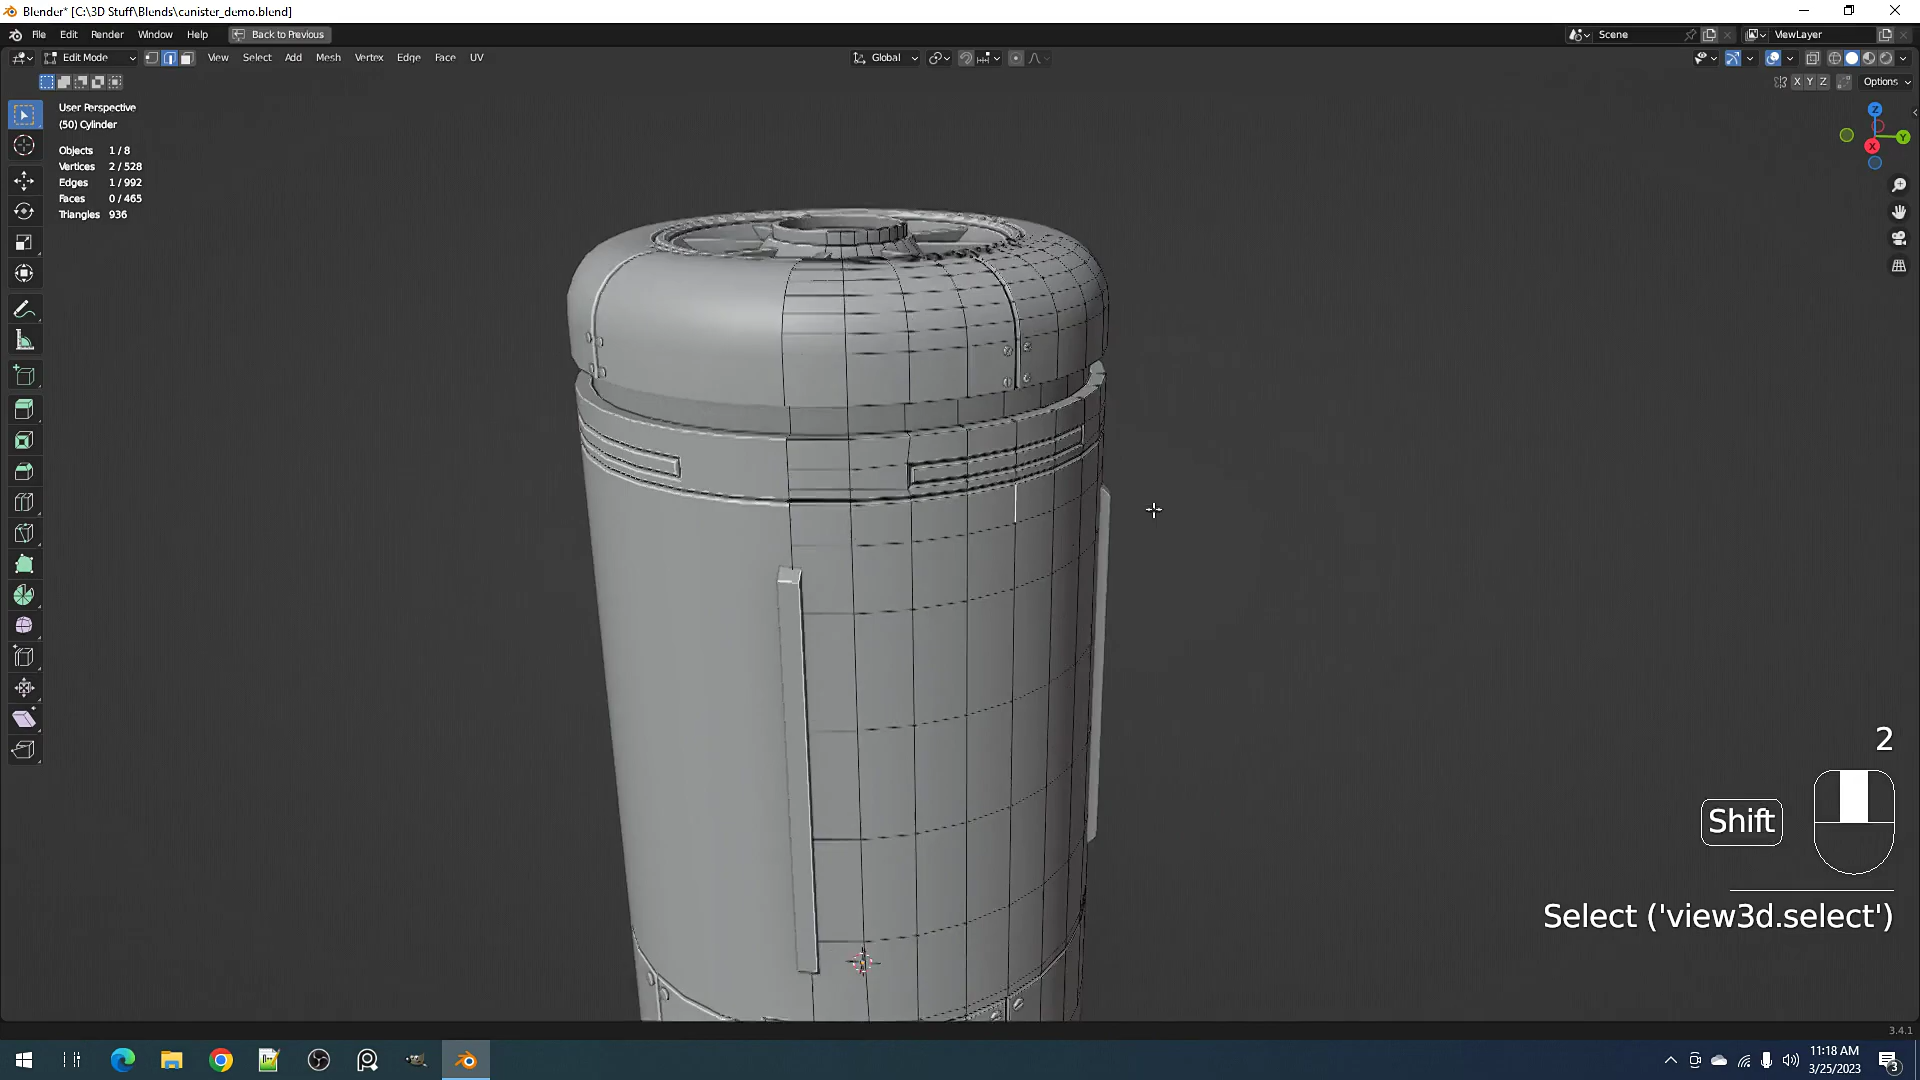 Blender* [C:\3D Stuff\Blends\canister_demo.blend]
File Edit Render Window Help Back to Previous
Scene
ViewLayer
Edit Mode
View Select Add Mesh Vertex Edge Face UV
Global
X Y Z
Options
User Perspective
(50) Cylinder
Objects 1 / 8
Vertices 2 / 528
Edges 1 / 992
Faces 0 / 465
Triangles 936
Z
Y
X
2
Shift
Select ('view3d.select')
3.4.1
11:18 AM
3/25/2023
3